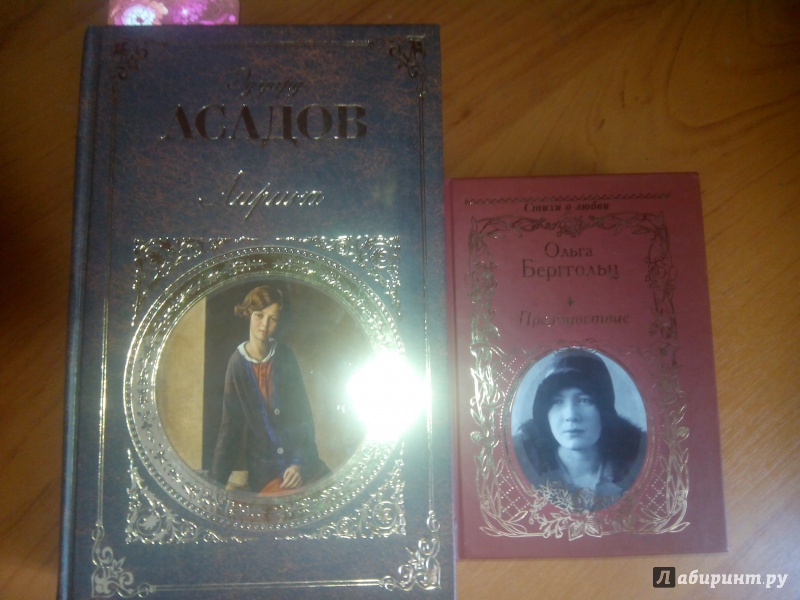 Эдуард
АСАДОВ
Лирика
Стихи о любви
Ольга
Берггольц
Предчувствие
Лабиринт.ру